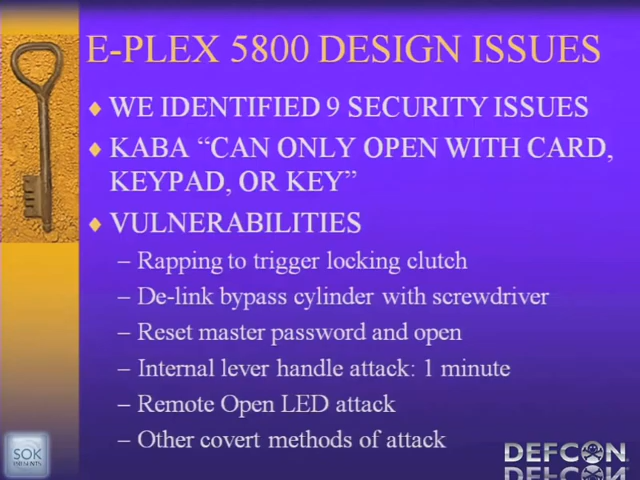 E-PLEX 5800 DESIGN ISSUES
WE IDENTIFIED 9 SECURITY ISSUES
KABA “CAN ONLY OPEN WITH CARD,
KEYPAD, OR KEY”
VULNERABILITIES
– Rapping to trigger locking clutch
– De-link bypass cylinder with screwdriver
– Reset master password and open
– Internal lever handle attack: 1 minute
– Remote Open LED attack
– Other covert methods of attack
SOK
PRESENTS
DEFCON